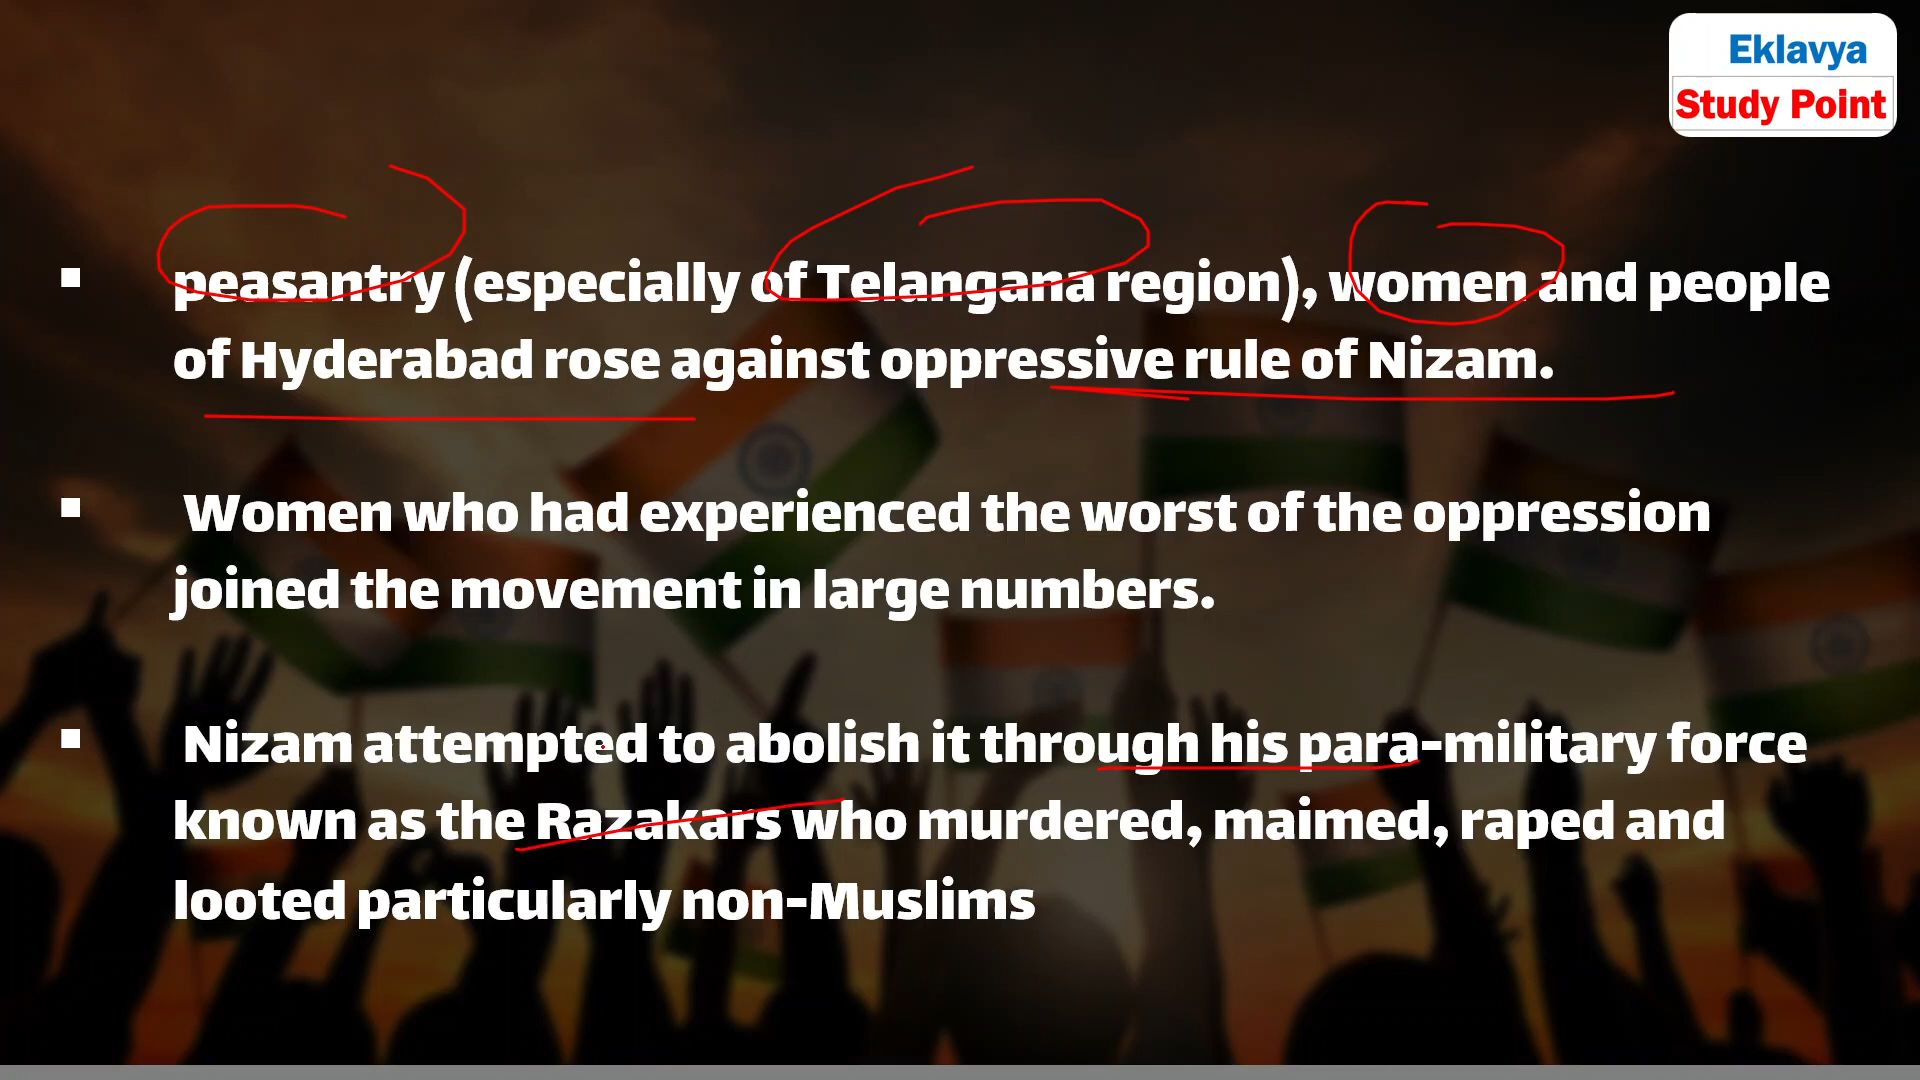 Eklavya
Study Point
▪ peasantry (especially of Telangana region), women and people
of Hyderabad rose against oppressive rule of Nizam.
▪ Women who had experienced the worst of the oppression
joined the movement in large numbers.
▪ Nizam attempted to abolish it through his para-military force
known as the Razakars who murdered, maimed, raped and
looted particularly non-Muslims